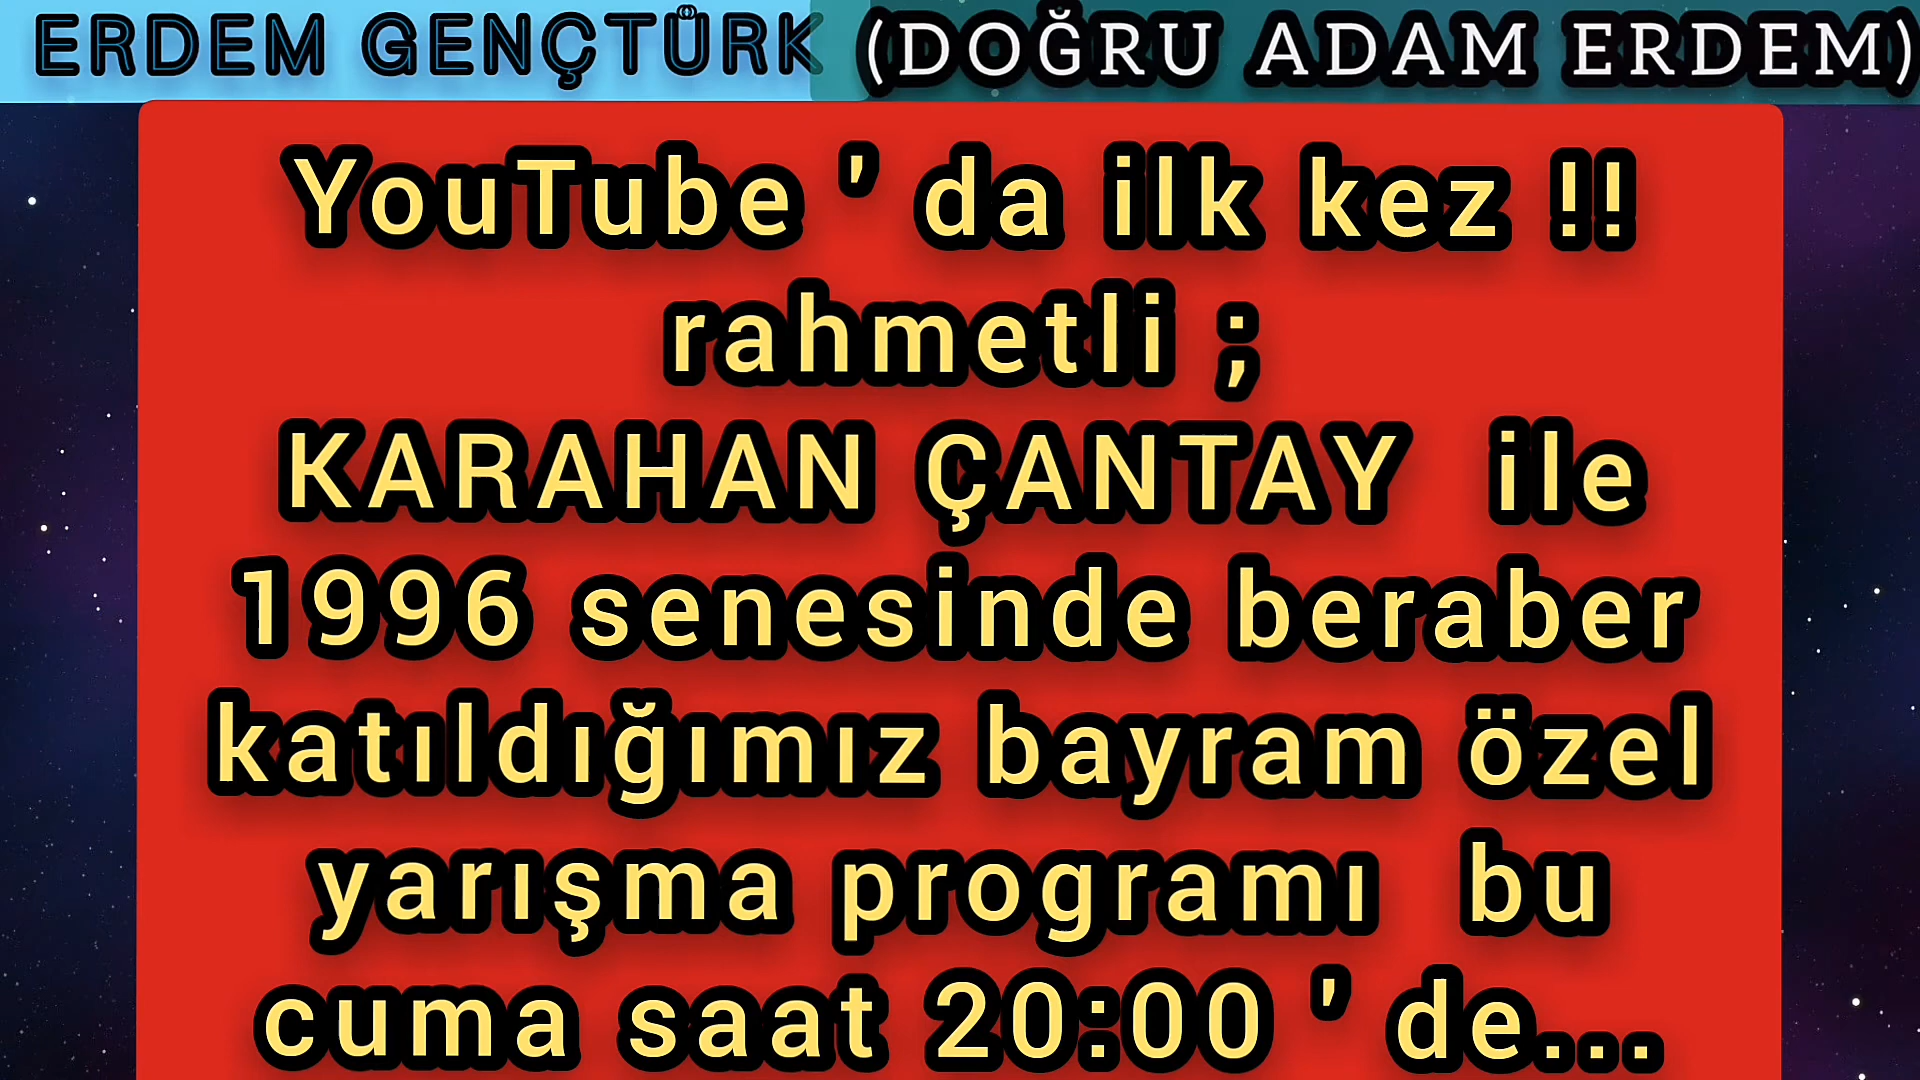 ERDEM GENÇTÜRK (DOĞRU ADAM ERDEM)
YouTube ' da ilk kez !!
rahmetli ;
KARAHAN ÇANTAY ile
1996 senesinde beraber
katıldığımız bayram özel
yarışma programı bu
cuma saat 20:00 ' de...